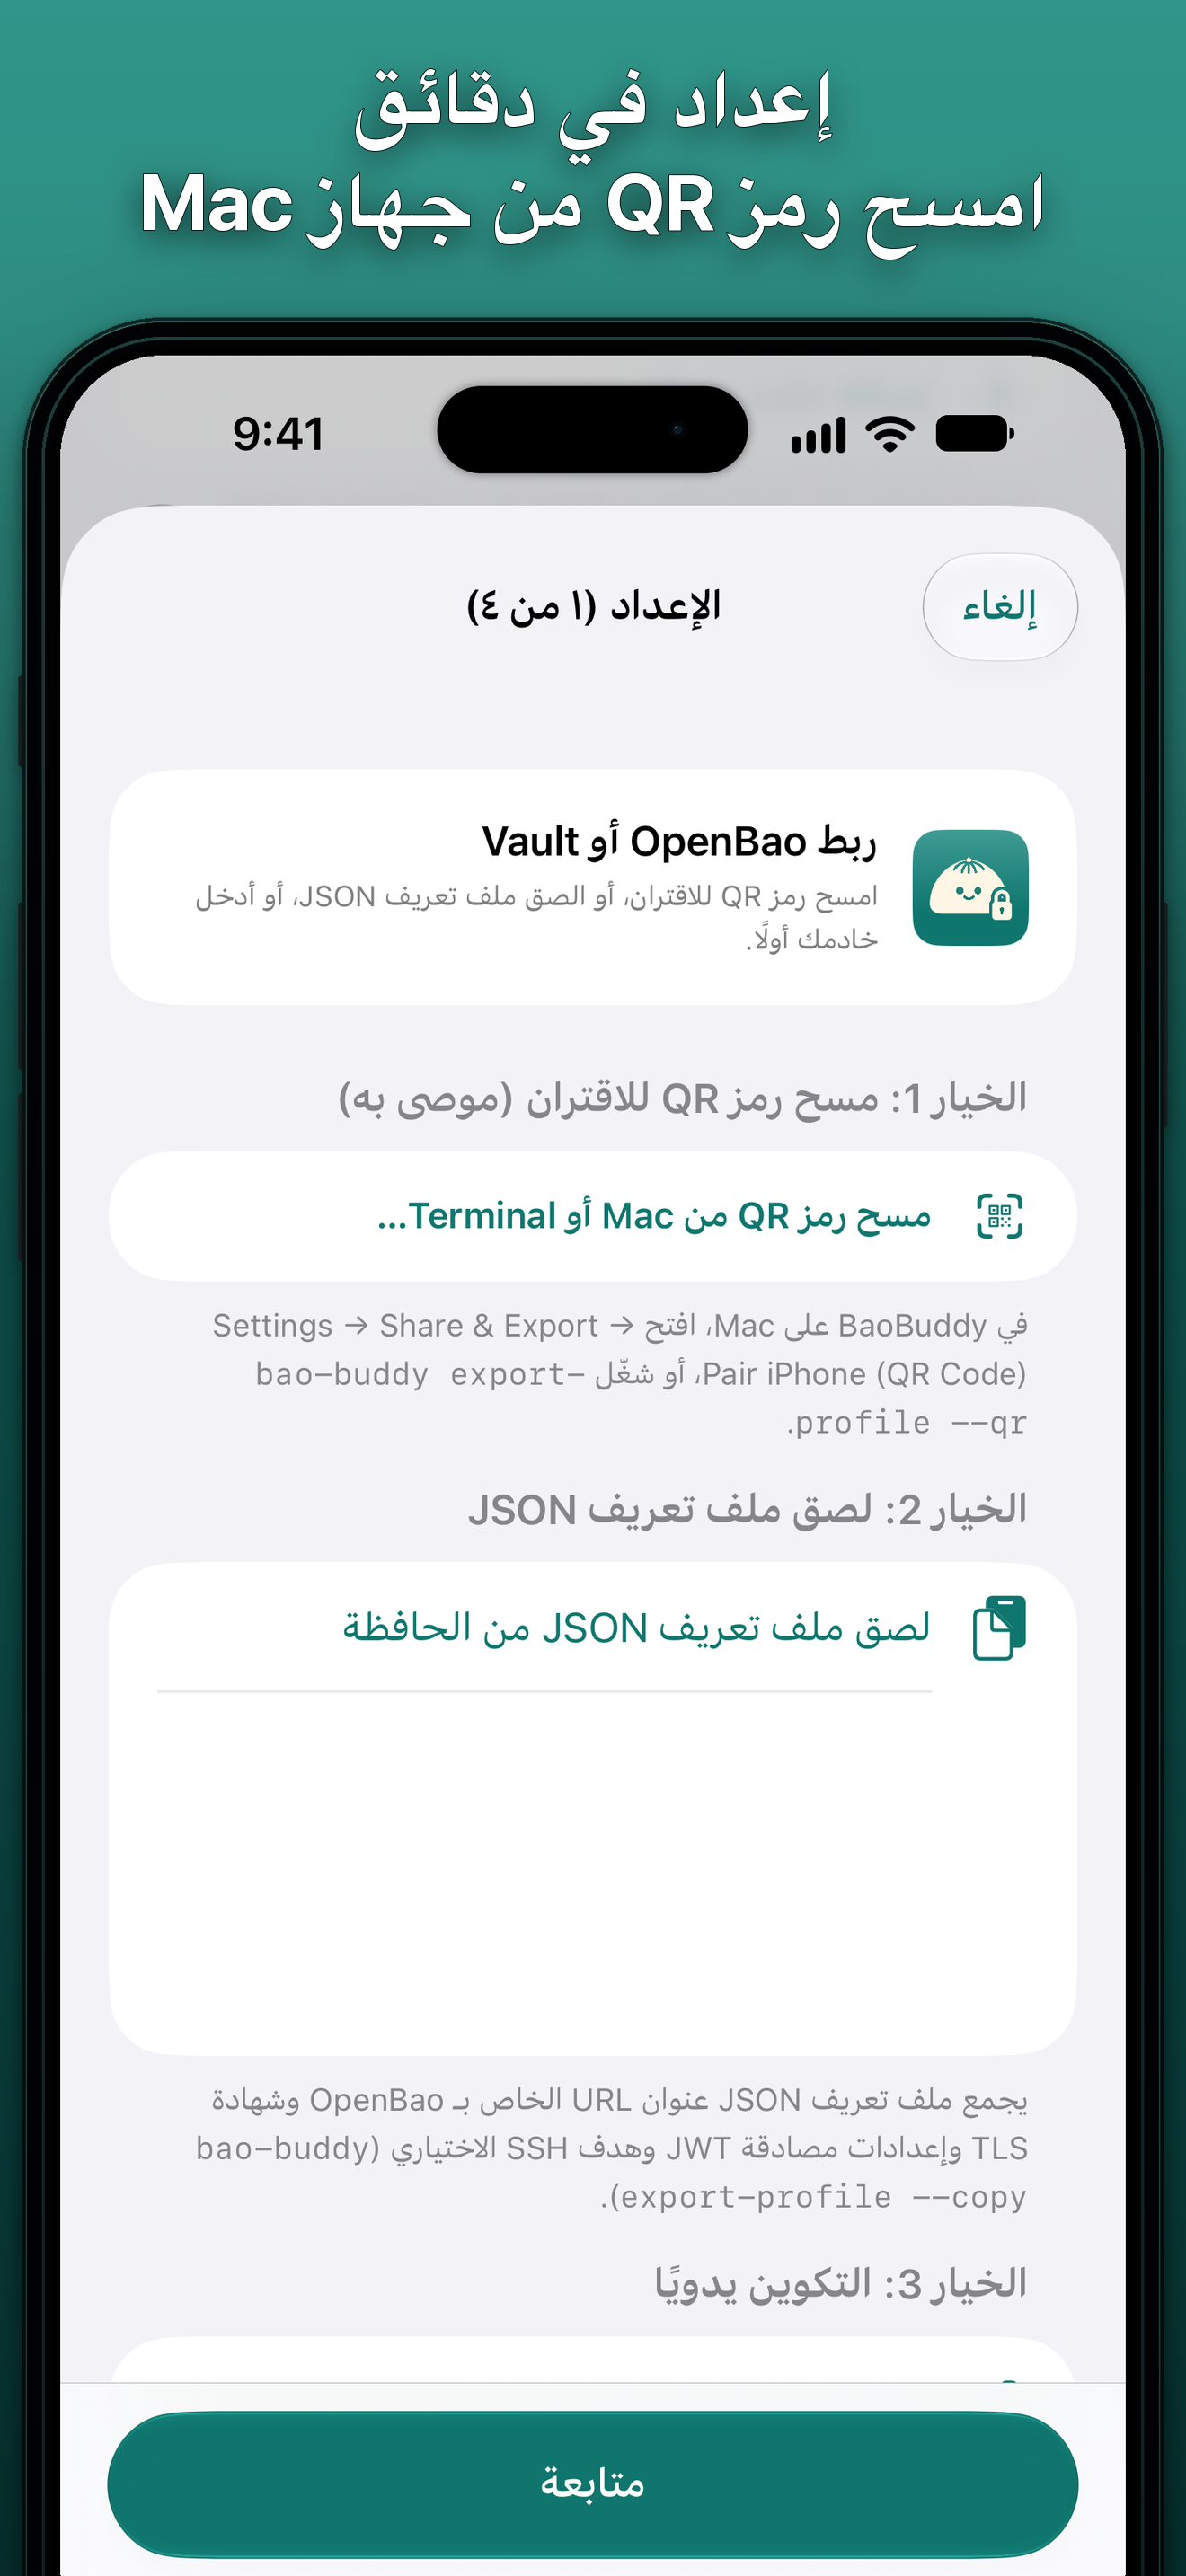 إعداد في دقائق
امسح رمز QR من جهاز Mac
9:41
إلغاء
الإعداد (١ من ٤)
ربط OpenBao أو Vault
امسح رمز QR للاقتران، أو الصق ملف تعريف JSON، أو أدخل
خادمك أولًا.
الخيار 1: مسح رمز QR للاقتران (موصى به)
مسح رمز QR من Mac أو Terminal...
في BaoBuddy على Mac، افتح Settings → Share & Export →
Pair iPhone (QR Code)، أو شغّل bao-buddy export-
profile --qr.
الخيار 2: لصق ملف تعريف JSON
لصق ملف تعريف JSON من الحافظة
يجمع ملف تعريف JSON عنوان URL الخاص بـ OpenBao وشهادة
TLS وإعدادات مصادقة JWT وهدف SSH الاختياري (bao-buddy
export-profile --copy).
الخيار 3: التكوين يدويًا
متابعة